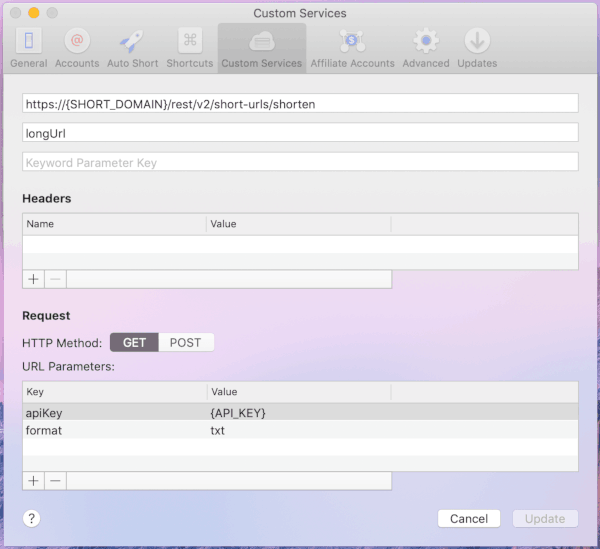 Custom Services
General Accounts Auto Short Shortcuts Custom Services Affiliate Accounts Advanced Updates
https://{SHORT_DOMAIN}/rest/v2/short-urls/shorten
longUrl
Keyword Parameter Key
Headers
Name Value
+ −
Request
HTTP Method: GET POST
URL Parameters:
Key Value
apiKey {API_KEY}
format txt
+ −
? Cancel Update